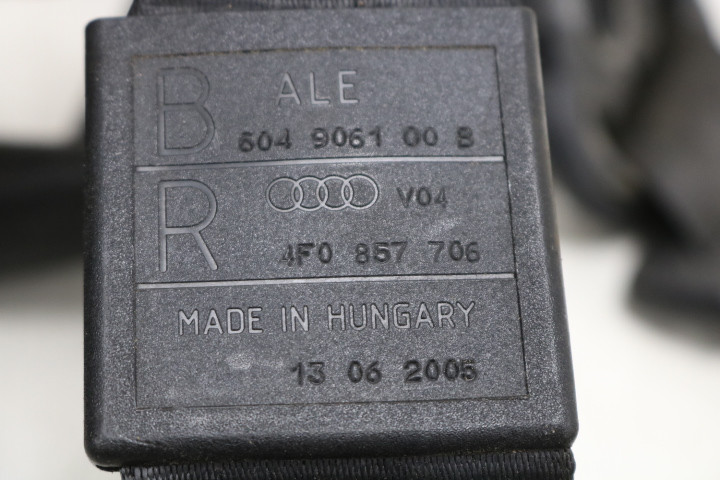 B ALE
604 9061 00 B
R V04
4F0 857 706
MADE IN HUNGARY
13 06 2005